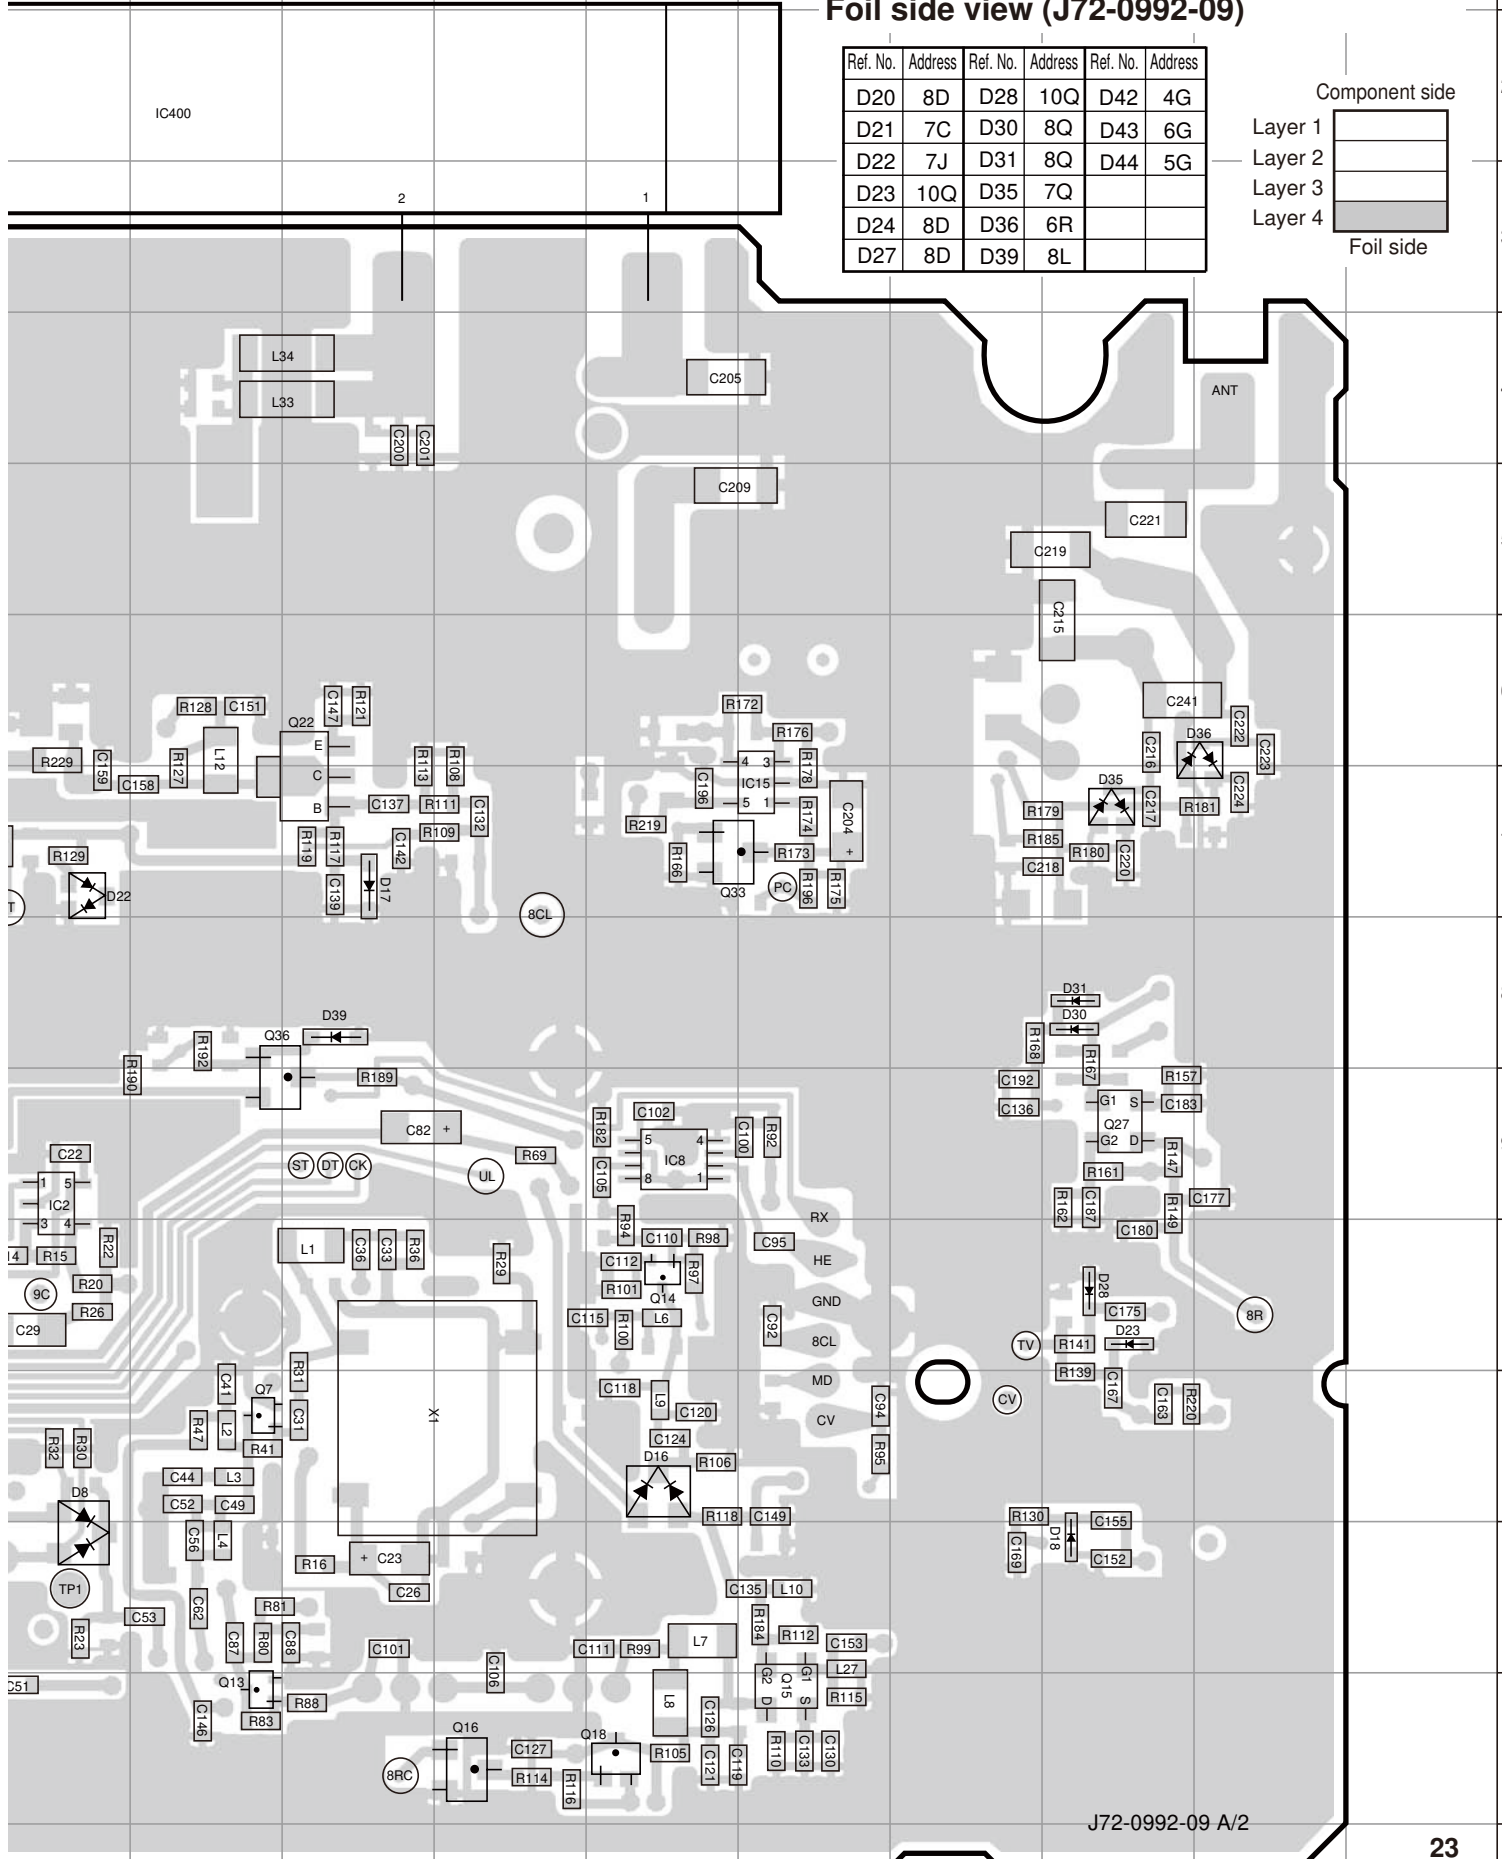 Foil side view (J72-0992-09)
Ref. No. Address Ref. No. Address Ref. No. Address
D20 8D D28 10Q D42 4G
D21 7C D30 8Q D43 6G
D22 7J D31 8Q D44 5G
D23 10Q D35 7Q
D24 8D D36 6R
D27 8D D39 8L
Component side
Layer 1
Layer 2
Layer 3
Layer 4
Foil side
IC400
2 1
L34
C205
ANT
L33
C200 C201
C209
C221
C219
C215
R128 C151 Q22 C147 R121 R172 C241
E
R176 C222
D36
R229 C159 R127 L12 C R113 R108 4 3 R178 C216 C223
C158 C196 IC15 D35 C224
B C137 R111 C132 5 1 R174 C204 R179 C217 R181
R219
R119 R117 C142 R109 R173 + R185 R180 C220
R129 R166 C218
D22 C139 D17 Q33 PC R196 R175
T 8CL
D31
D39 D30
R192 Q36 R168 R167
R190 R189 C192 R157
G1 S C183
C136
C82 + R182 C102 C100 R92 Q27
5 4 G2 D
C22 R69 IC8 R147
1 5 ST DT CK UL C105 8 1 R161
IC2 R162 C187 R149 C177
3 4 R94 RX C180
14 R15 R22 L1 C36 C33 R36 R29 C110 R98 C95
C112 HE
R20 R101 R97 D28
9C Q14 GND C175 8R
R26 C115 R100 L6 C92
C29 8CL TV R141 D23
C41 R31 C118 MD R139 C167
Q7 L9 CV C163 R220
R47 L2 C31 X1 C120 CV C94
R32 R30 R41 C124 R95
D16 R106
C44 L3
D8 C52 C49 R118 C149 R130 C155
C56 L4 C169 D18
R16 + C23 C152
TP1 C26 C135 L10
C62 R81
C53 R184 R112
R23 C87 R80 C88 C101 C111 R99 L7 C153
C106 G2 G1 L27
C51 Q13 Q15
R88 L8 D S R115
C146 R83 C126
Q16 Q18
C127 R105 R110 C133 C130
8RC R114 R116 C121 C119
J72-0992-09 A/2
23